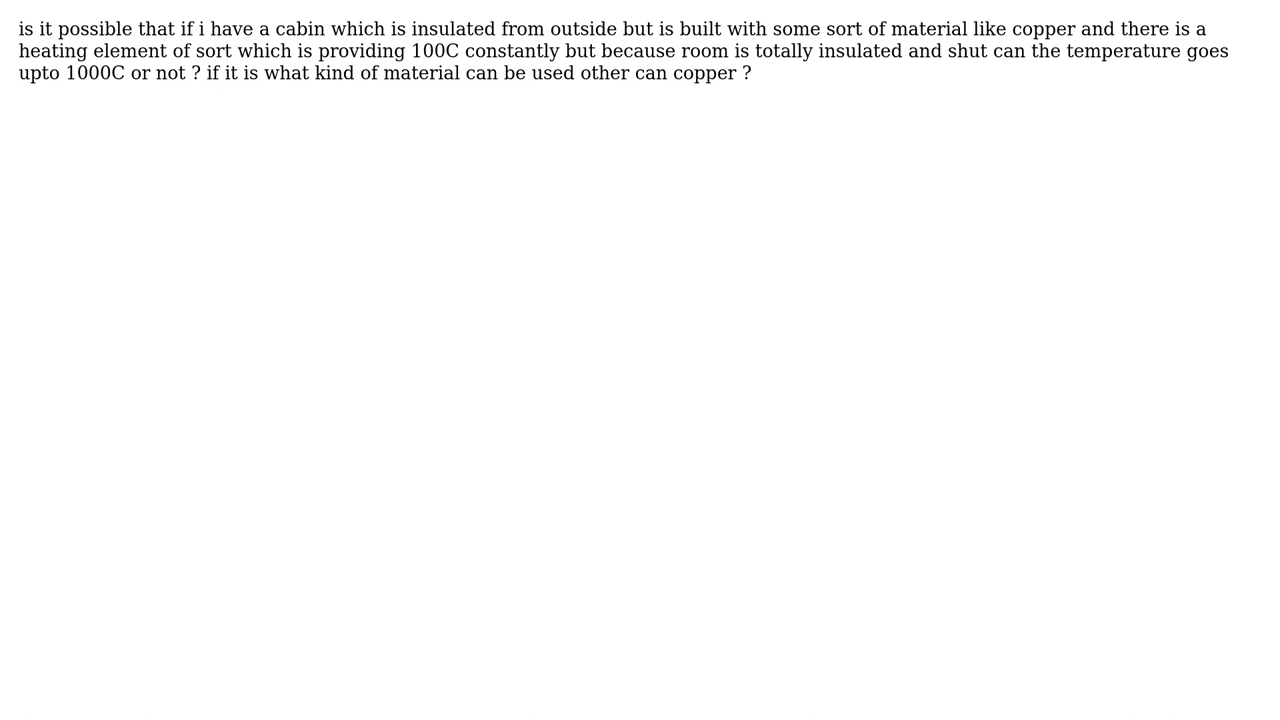 is it possible that if i have a cabin which is insulated from outside but is built with some sort of material like copper and there is a
heating element of sort which is providing 100C constantly but because room is totally insulated and shut can the temperature goes
upto 1000C or not ? if it is what kind of material can be used other can copper ?